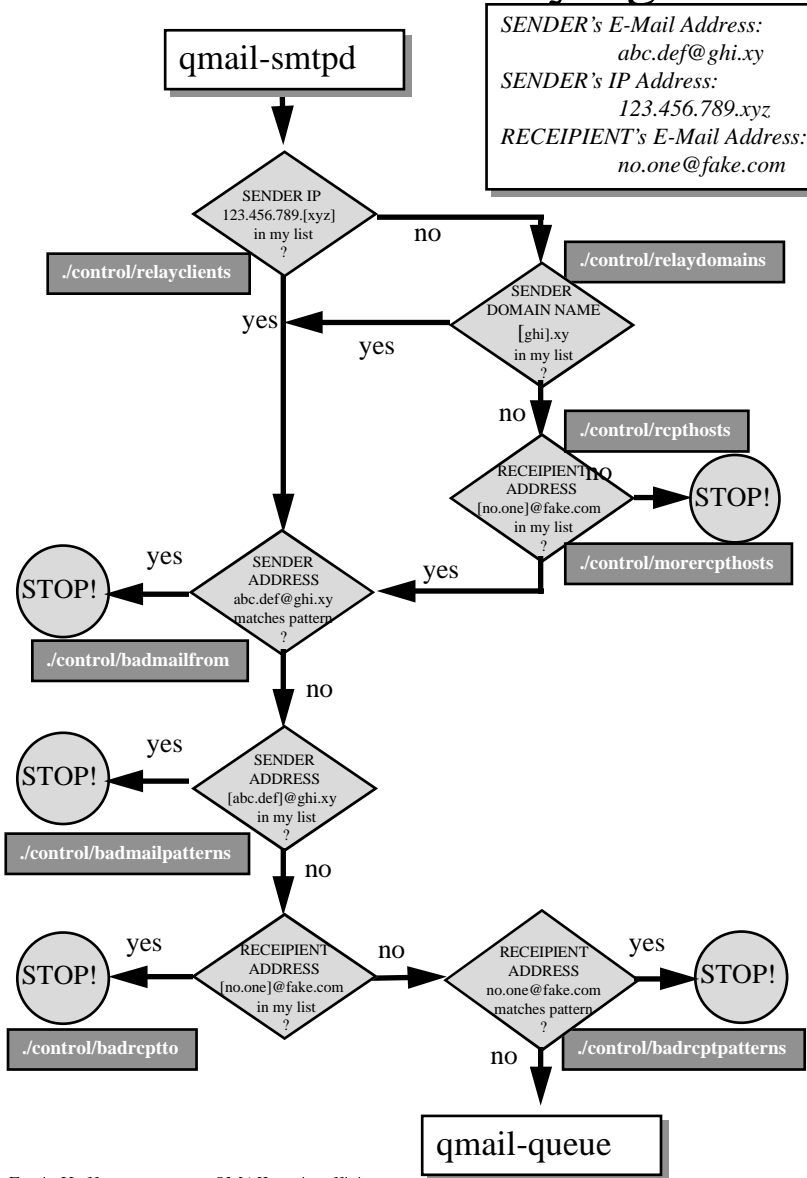 SENDER's E-Mail Address:
abc.def@ghi.xy
SENDER's IP Address:
123.456.789.xyz
RECEIPIENT's E-Mail Address:
no.one@fake.com
qmail-smtpd
SENDER IP
123.456.789.[xyz]
in my list
?
no
./control/relayclients
./control/relaydomains
SENDER
DOMAIN NAME
[ghi].xy
in my list
?
yes
yes
no
./control/rcpthosts
RECEIPIENT
ADDRESS
[no.one]@fake.com
in my list
?
no
STOP!
./control/morercpthosts
yes
SENDER
ADDRESS
abc.def@ghi.xy
matches pattern
?
yes
STOP!
./control/badmailfrom
no
SENDER
ADDRESS
[abc.def]@ghi.xy
in my list
?
yes
STOP!
./control/badmailpatterns
no
RECEIPIENT
ADDRESS
[no.one]@fake.com
in my list
?
yes
STOP!
./control/badrcptto
no
RECEIPIENT
ADDRESS
no.one@fake.com
matches pattern
?
yes
STOP!
./control/badrcptpatterns
no
qmail-queue